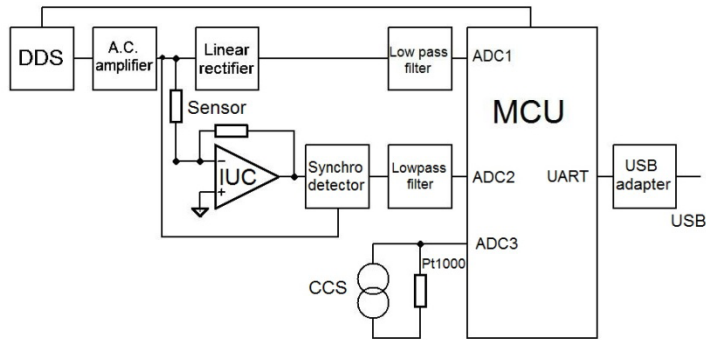 DDS
A.C.
amplifier
Linear
rectifier
Low pass
filter
ADC1
MCU
Sensor
−
IUC
+
Synchro
detector
Lowpass
filter
ADC2
UART
USB
adapter
USB
ADC3
Pt1000
CCS